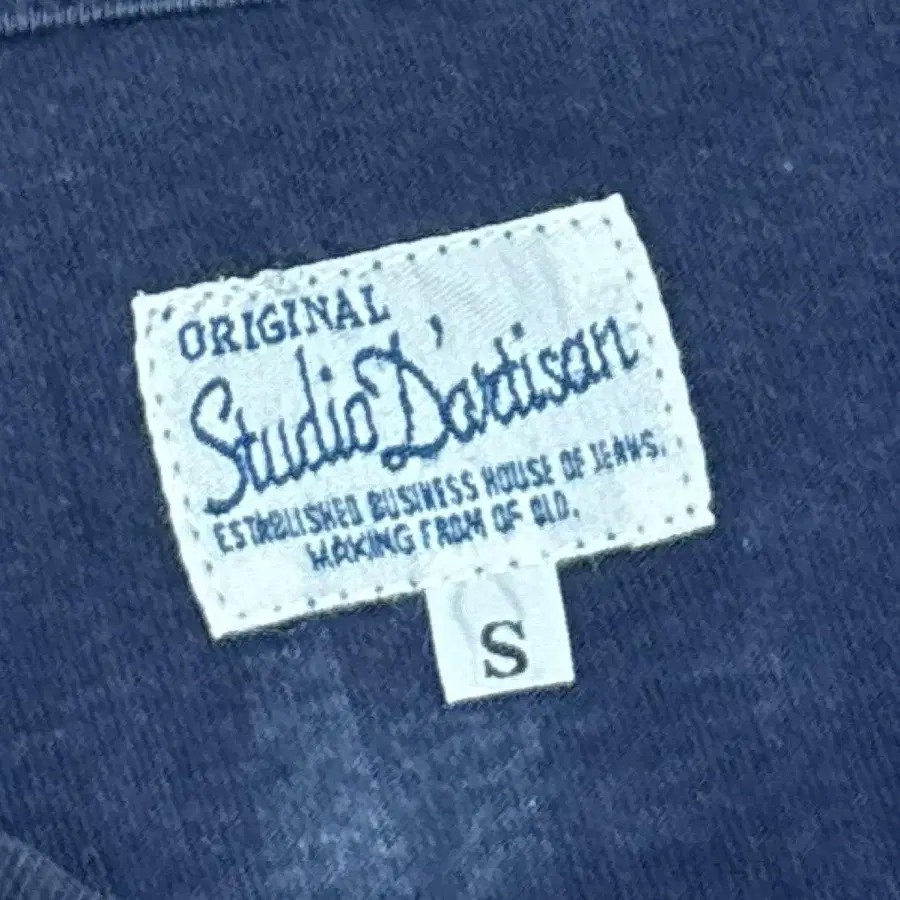 ORIGINAL
Studio D'artisan
ESTABLISHED BUSINESS HOUSE OF JEANS.
MAKING FROM OF OLD.
S